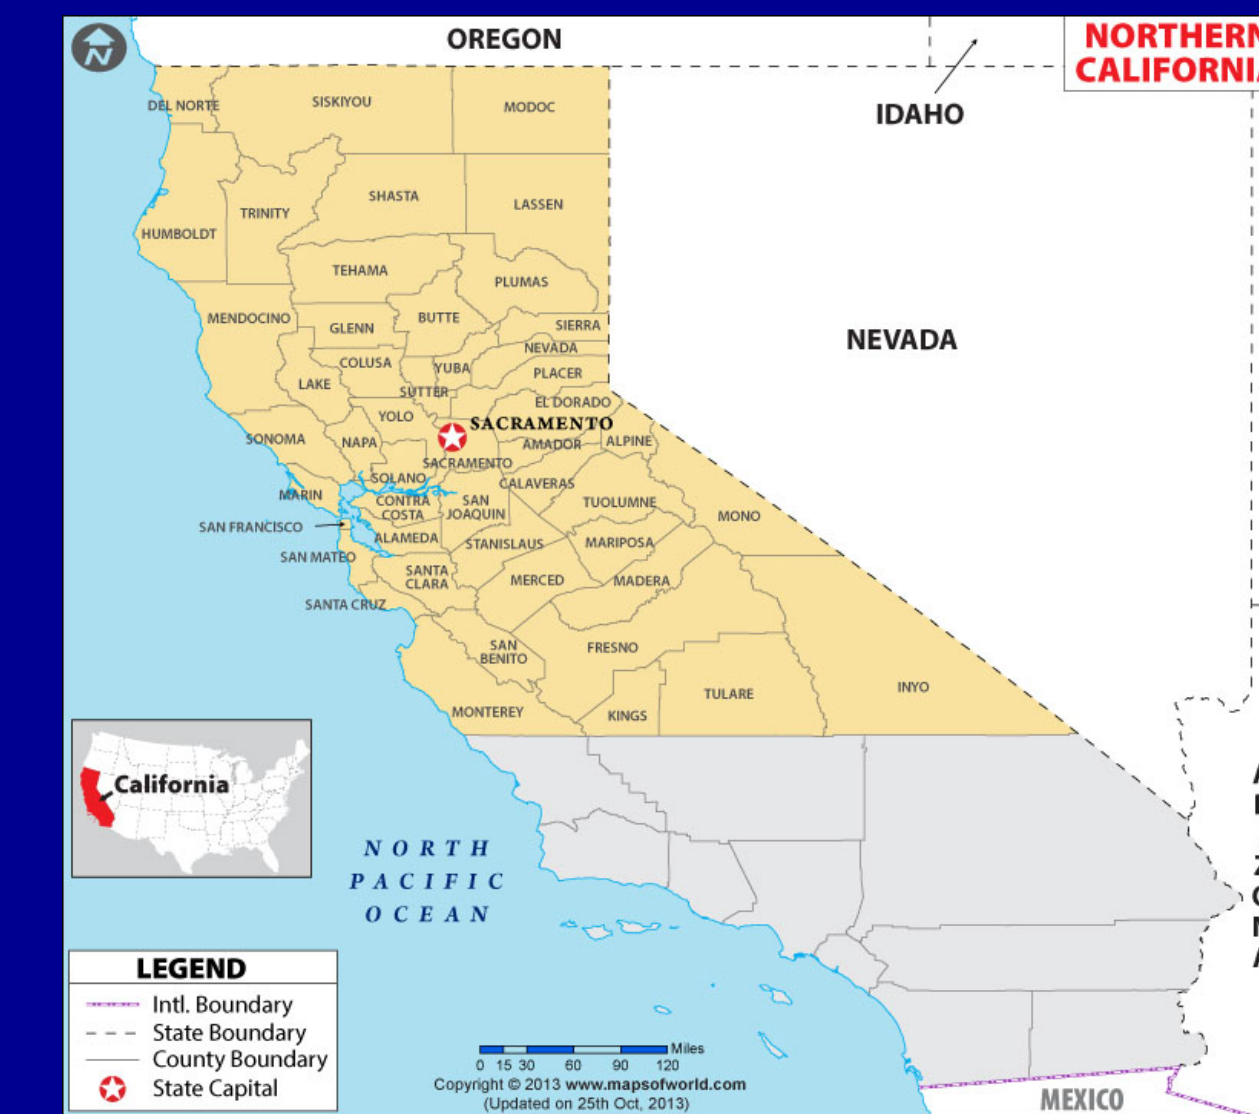 N
OREGON
NORTHERN
CALIFORNIA
IDAHO
DEL NORTE
SISKIYOU
MODOC
SHASTA
LASSEN
TRINITY
HUMBOLDT
TEHAMA
PLUMAS
MENDOCINO
GLENN
BUTTE
SIERRA
NEVADA
NEVADA
COLUSA
YUBA
PLACER
LAKE
SUTTER
EL DORADO
YOLO
SACRAMENTO
SONOMA
NAPA
AMADOR
ALPINE
SACRAMENTO
SOLANO
CALAVERAS
MARIN
CONTRA
COSTA
SAN
JOAQUIN
TUOLUMNE
MONO
SAN FRANCISCO
ALAMEDA
STANISLAUS
MARIPOSA
SAN MATEO
SANTA
CLARA
MERCED
MADERA
SANTA CRUZ
SAN
BENITO
FRESNO
TULARE
INYO
MONTEREY
KINGS
California
NORTH
PACIFIC
OCEAN
LEGEND
Intl. Boundary
State Boundary
County Boundary
State Capital
Miles
0 15 30 60 90 120
Copyright © 2013 www.mapsofworld.com
(Updated on 25th Oct, 2013)
MEXICO